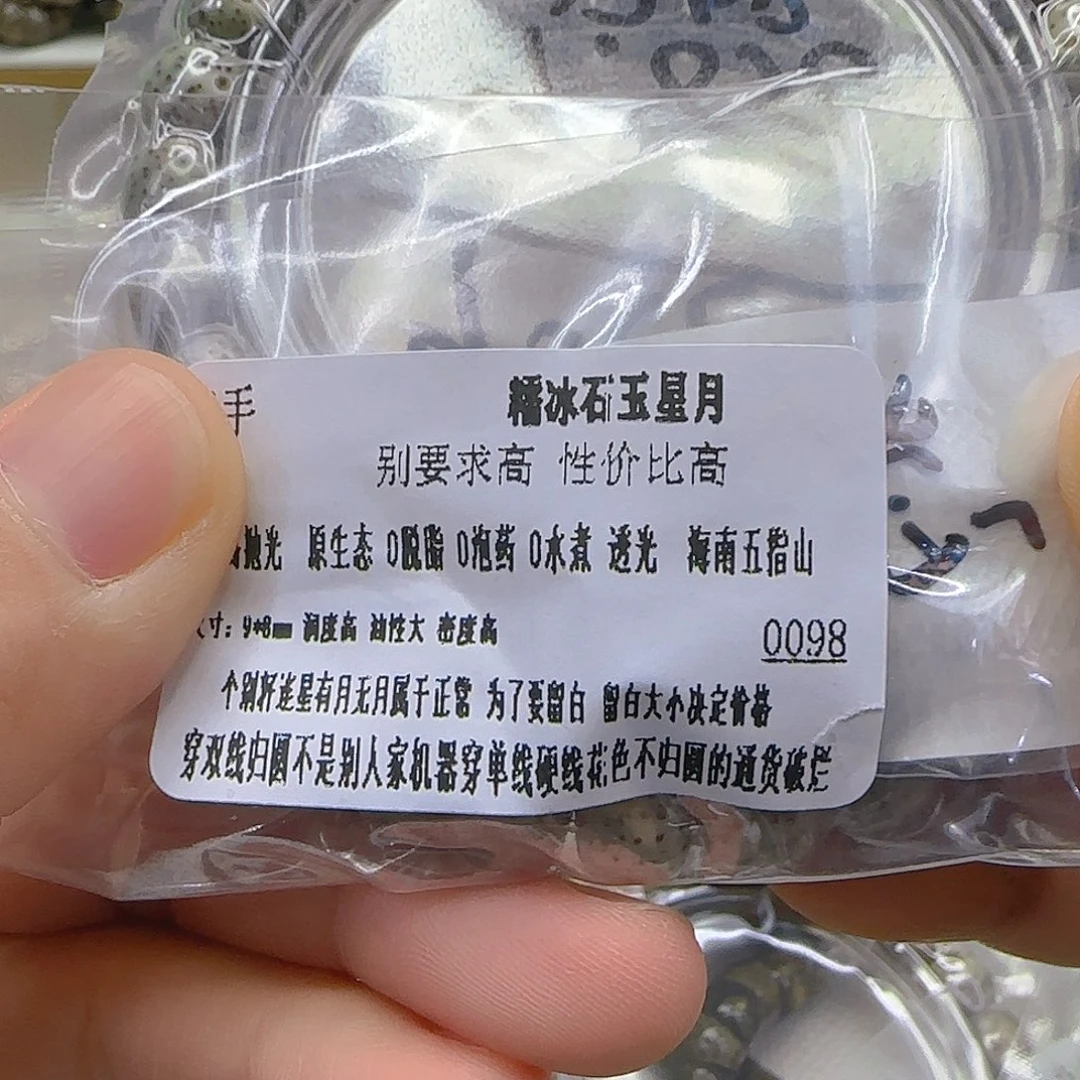 手 糯冰石玉星月
别要求高 性价比高
抛光 原生态 0脱脂 0泡药 0水煮 透光 海南五指山
寸：9*8mm 润度高 油性大 密度高
0098
个别籽连星有月无月属于正常 为了要留白 留白大小决定价格
穿双线归圆不是别人家机器穿单线硬线花色不归圆的通货破烂